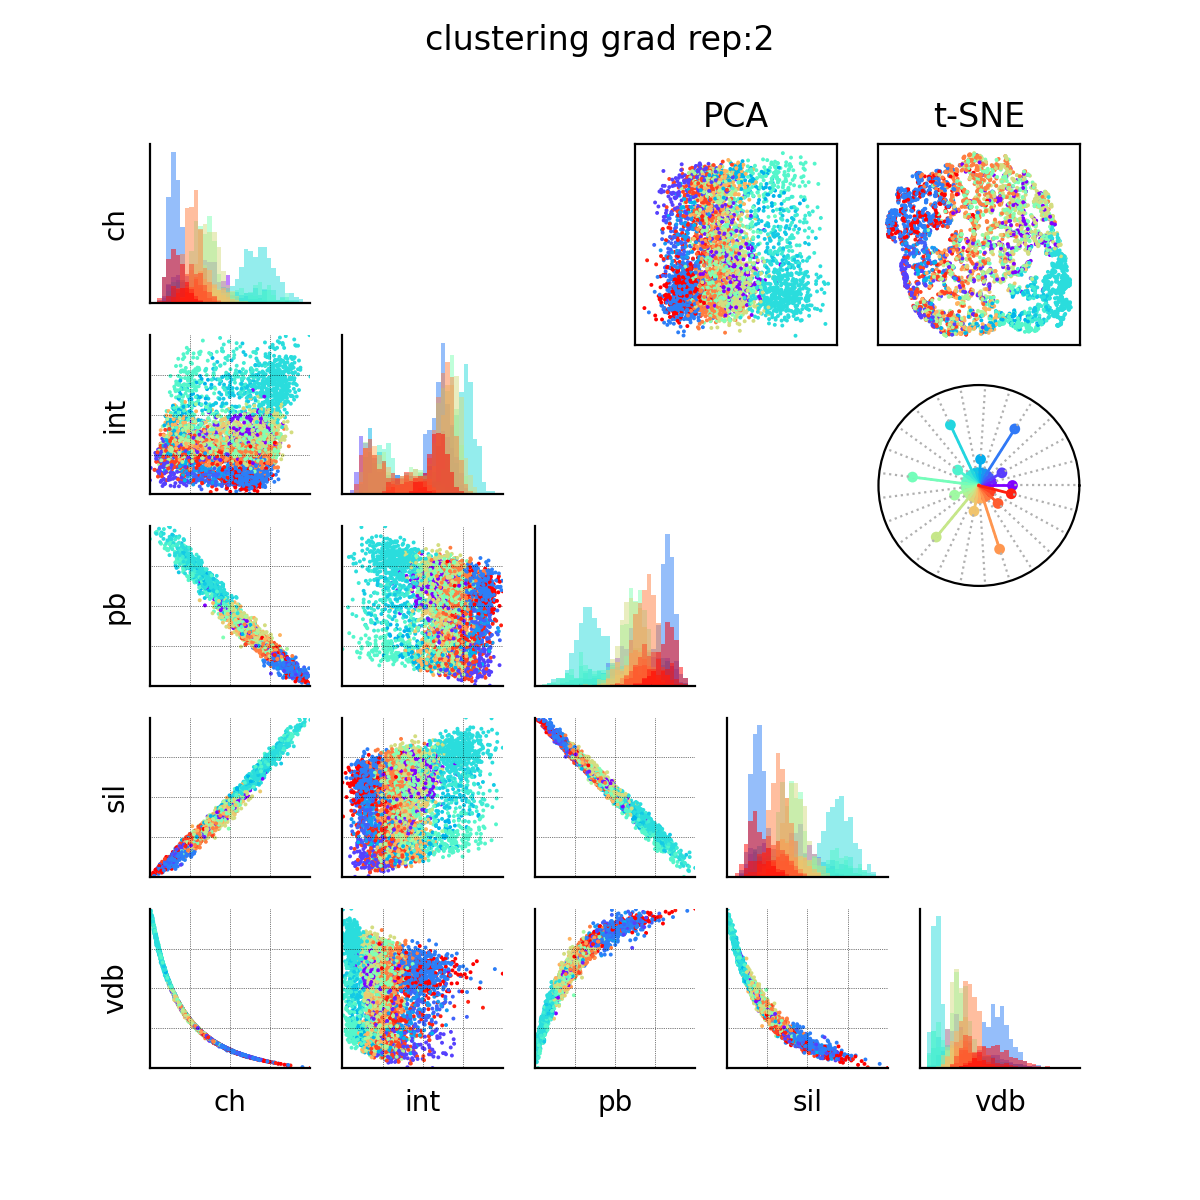 clustering grad rep:2
PCA
t-SNE
ch
int
pb
sil
vdb
ch
int
pb
sil
vdb